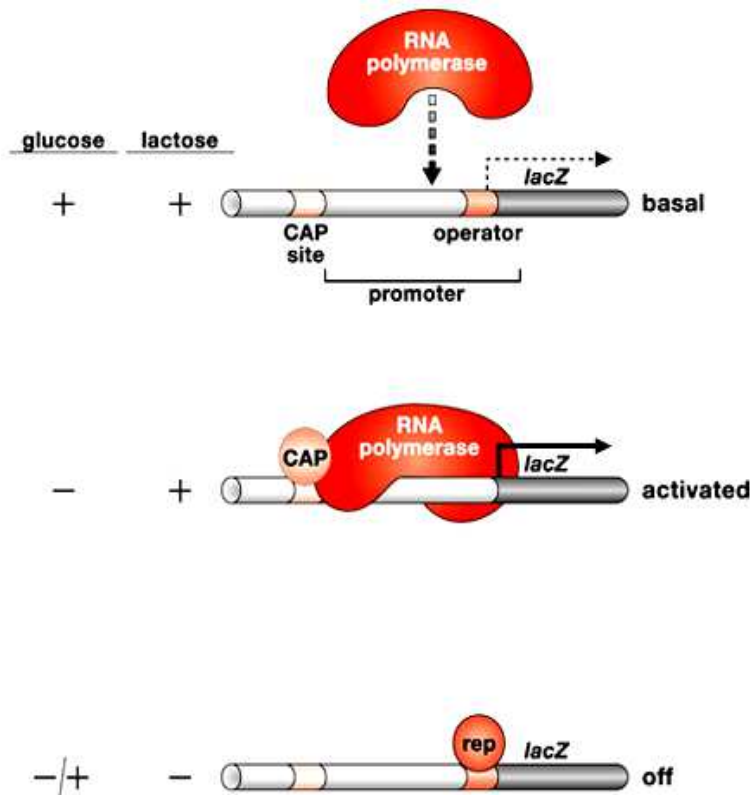 RNA
polymerase
glucose lactose
lacZ
+ + basal
CAP
site
operator
promoter
RNA
polymerase
CAP
lacZ
− + activated
rep
lacZ
−/+ − off